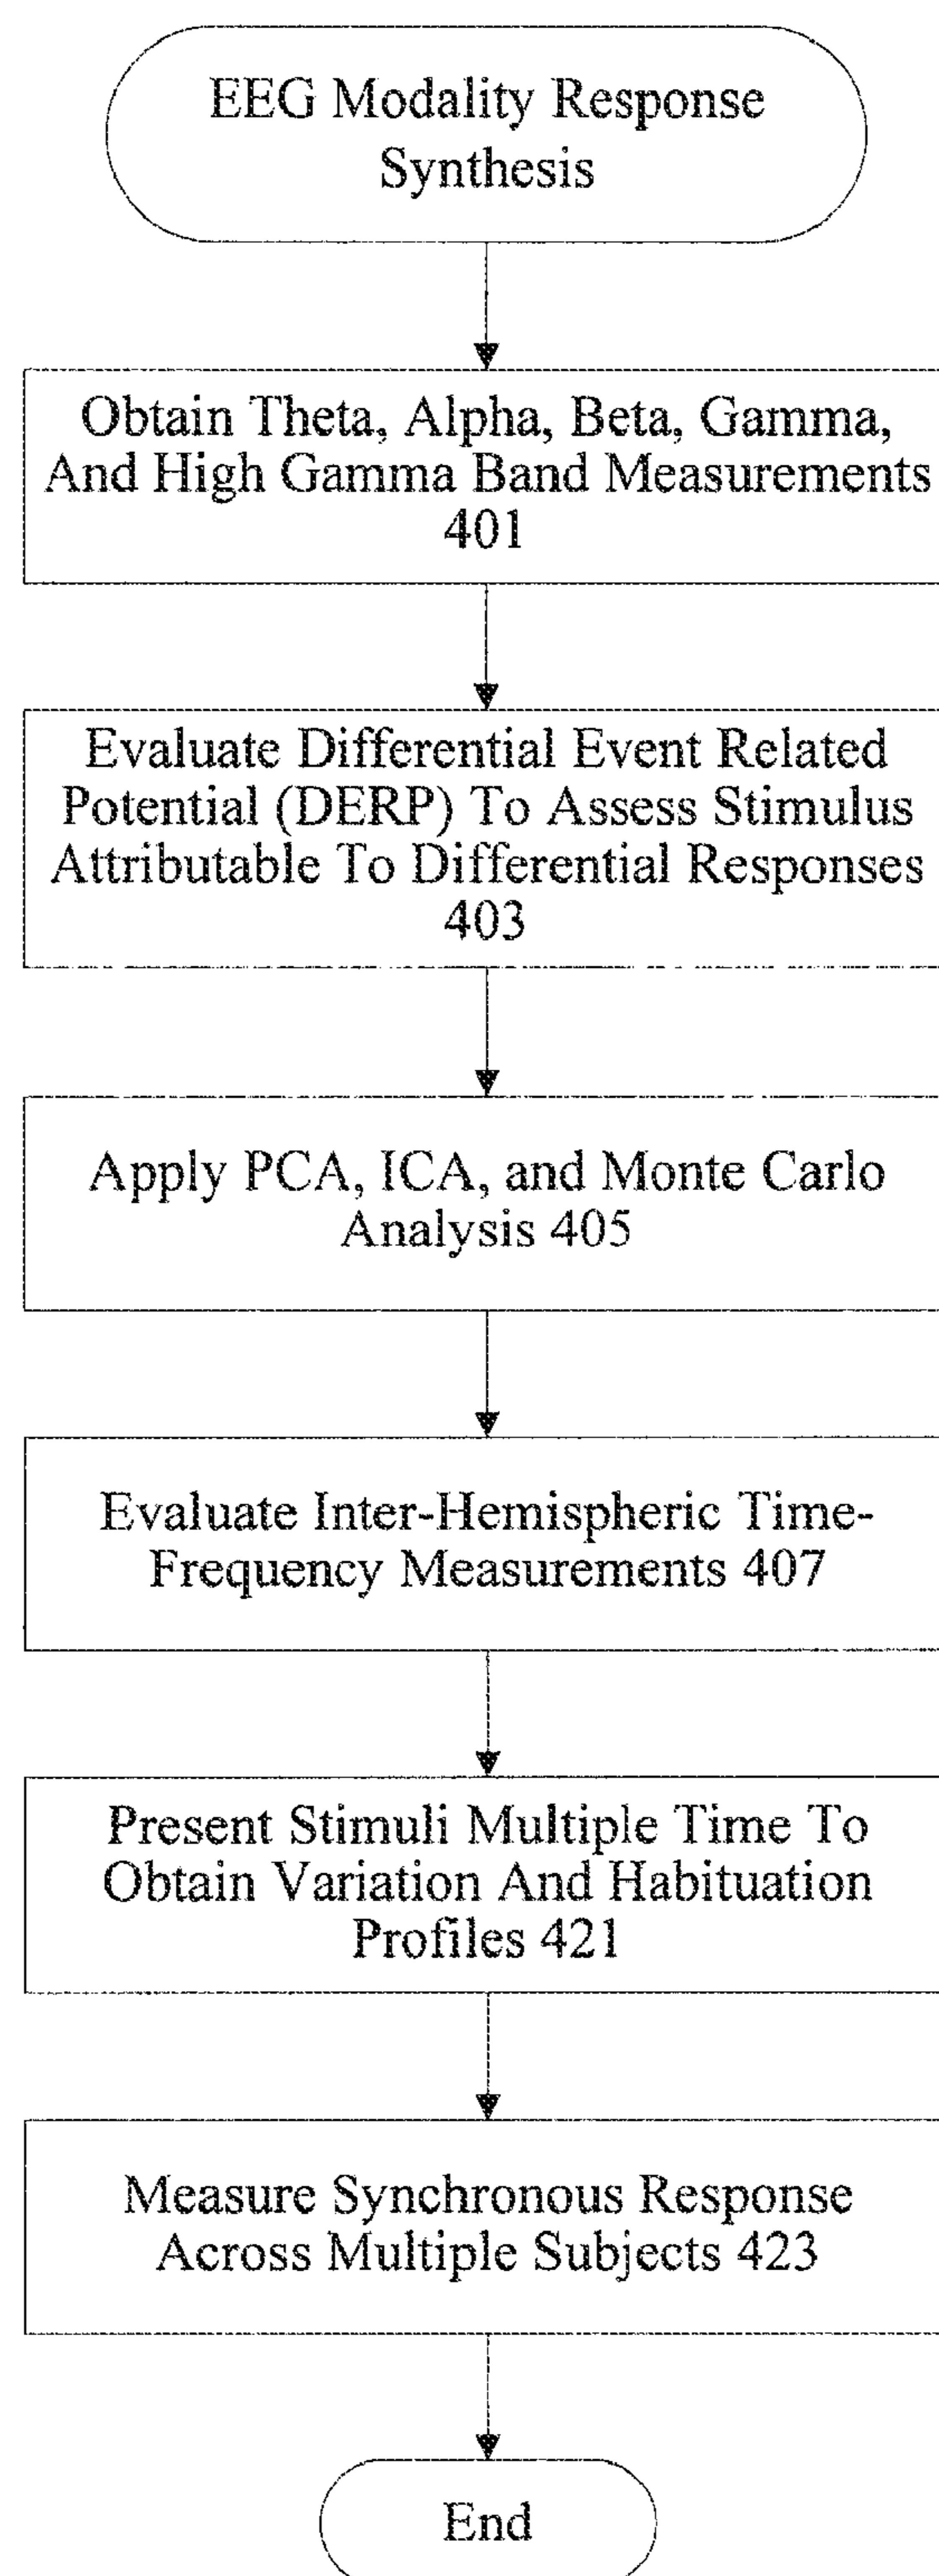 EEG Modality Response
Synthesis
Obtain Theta, Alpha, Beta, Gamma,
And High Gamma Band Measurements
401
Evaluate Differential Event Related
Potential (DERP) To Assess Stimulus
Attributable To Differential Responses
403
Apply PCA, ICA, and Monte Carlo
Analysis 405
Evaluate Inter-Hemispheric Time-
Frequency Measurements 407
Present Stimuli Multiple Time To
Obtain Variation And Habituation
Profiles 421
Measure Synchronous Response
Across Multiple Subjects 423
End